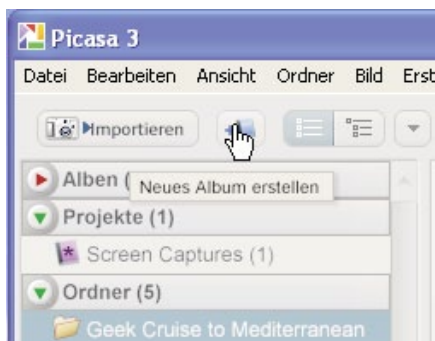 Picasa 3
Datei Bearbeiten Ansicht Ordner Bild Erst
Importieren
Alben (
Neues Album erstellen
Projekte (1)
Screen Captures (1)
Ordner (5)
Geek Cruise to Mediterranean